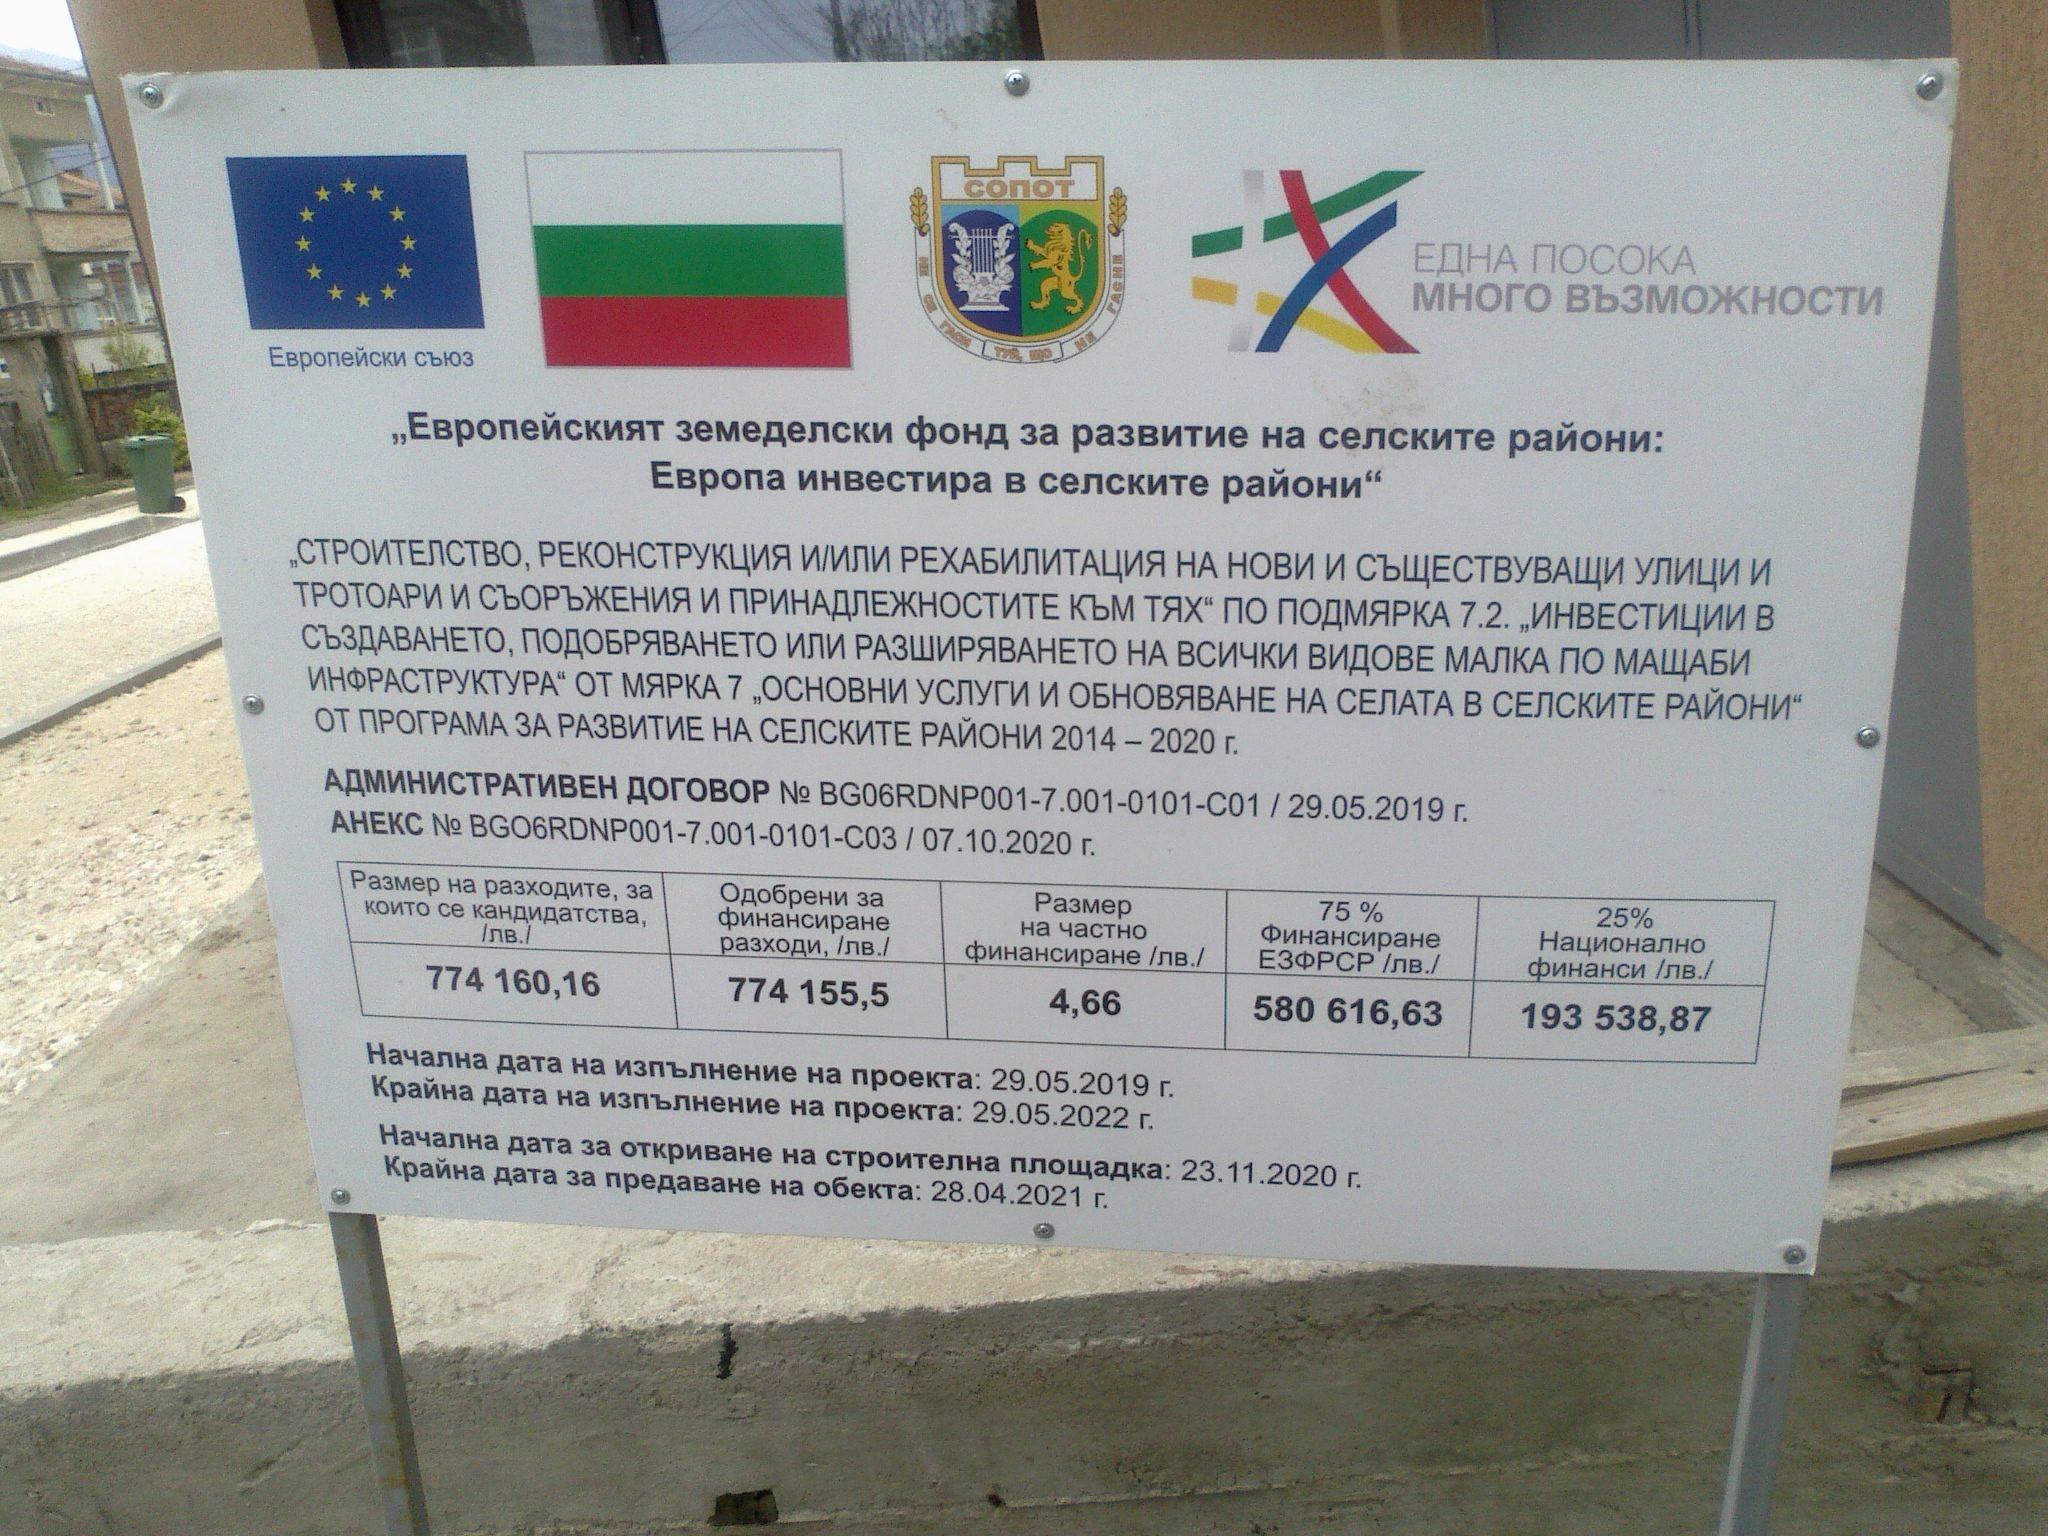 Европейски съюз
СОПОТ
НЕ СЕ ГАСИ ТУЙ, ЩО НЕ ГАСНЕ
ЕДНА ПОСОКА
МНОГО ВЪЗМОЖНОСТИ
„Европейският земеделски фонд за развитие на селските райони:
Европа инвестира в селските райони“
„СТРОИТЕЛСТВО, РЕКОНСТРУКЦИЯ И/ИЛИ РЕХАБИЛИТАЦИЯ НА НОВИ И СЪЩЕСТВУВАЩИ УЛИЦИ И
ТРОТОАРИ И СЪОРЪЖЕНИЯ И ПРИНАДЛЕЖНОСТИТЕ КЪМ ТЯХ“ ПО ПОДМЯРКА 7.2. „ИНВЕСТИЦИИ В
СЪЗДАВАНЕТО, ПОДОБРЯВАНЕТО ИЛИ РАЗШИРЯВАНЕТО НА ВСИЧКИ ВИДОВЕ МАЛКА ПО МАЩАБИ
ИНФРАСТРУКТУРА“ ОТ МЯРКА 7 „ОСНОВНИ УСЛУГИ И ОБНОВЯВАНЕ НА СЕЛАТА В СЕЛСКИТЕ РАЙОНИ“
ОТ ПРОГРАМА ЗА РАЗВИТИЕ НА СЕЛСКИТЕ РАЙОНИ 2014 – 2020 г.
АДМИНИСТРАТИВЕН ДОГОВОР № BG06RDNP001-7.001-0101-C01 / 29.05.2019 г.
АНЕКС № BGO6RDNP001-7.001-0101-C03 / 07.10.2020 г.
Размер на разходите, за
които се кандидатства,
/лв./
Одобрени за
финансиране
разходи, /лв./
Размер
на частно
финансиране /лв./
75 %
Финансиране
ЕЗФРСР /лв./
25%
Национално
финанси /лв./
774 160,16
774 155,5
4,66
580 616,63
193 538,87
Начална дата на изпълнение на проекта: 29.05.2019 г.
Крайна дата на изпълнение на проекта: 29.05.2022 г.
Начална дата за откриване на строителна площадка: 23.11.2020 г.
Крайна дата за предаване на обекта: 28.04.2021 г.